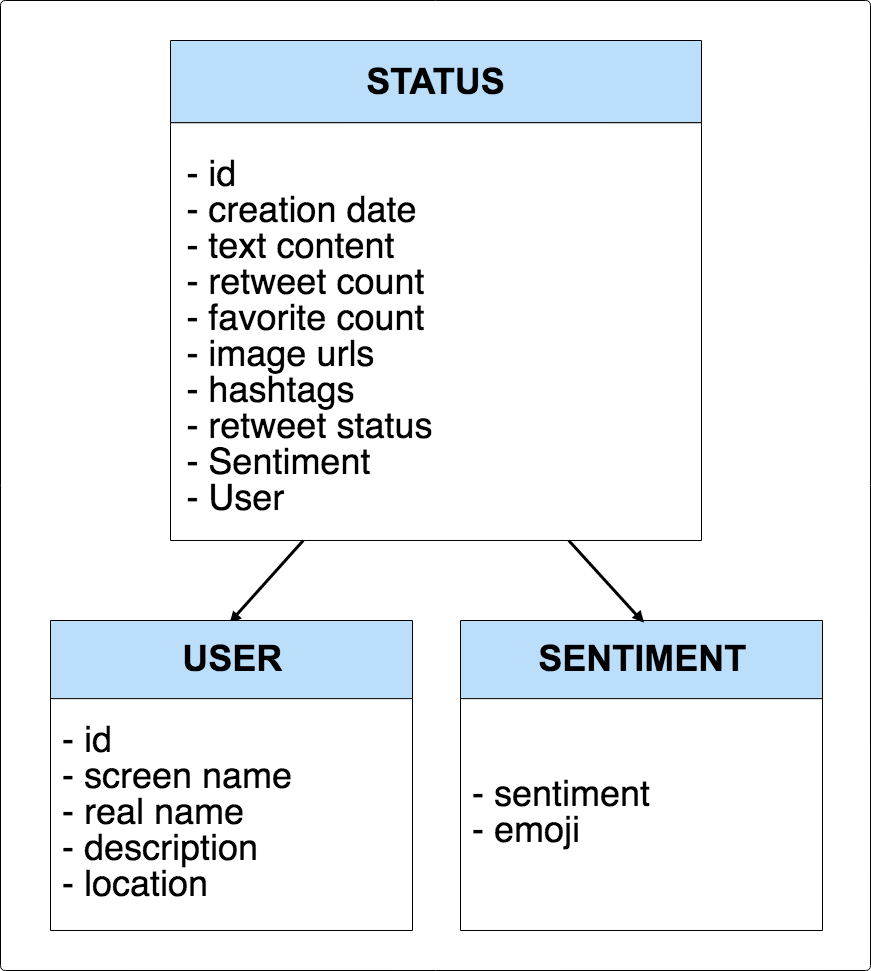 STATUS
- id
- creation date
- text content
- retweet count
- favorite count
- image urls
- hashtags
- retweet status
- Sentiment
- User
USER
- id
- screen name
- real name
- description
- location
SENTIMENT
- sentiment
- emoji